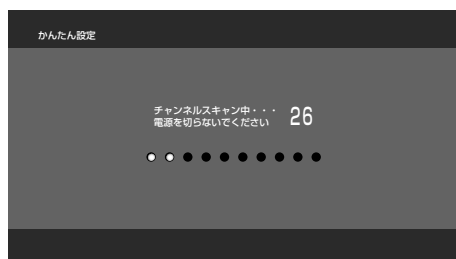 かんたん設定
チャンネルスキャン中・・・ 26
電源を切らないでください